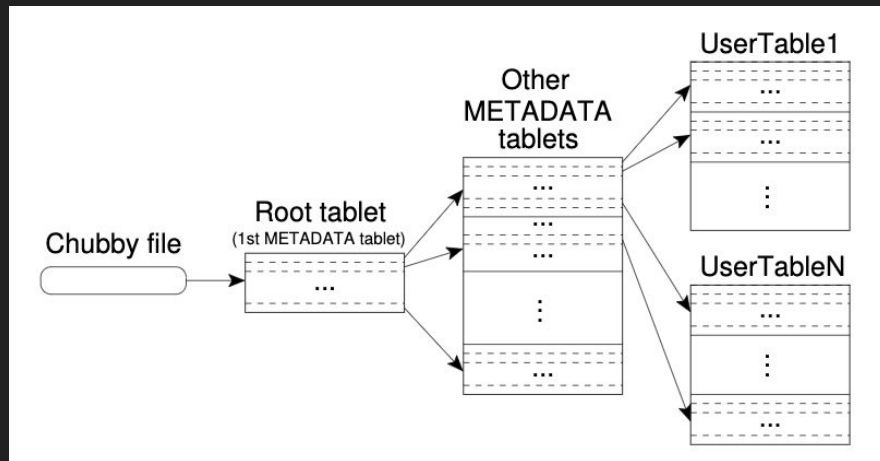 Chubby file
Root tablet
(1st METADATA tablet)
...
Other
METADATA
tablets
...
...
...
⋮
...
UserTable1
...
...
⋮
UserTableN
...
⋮
...